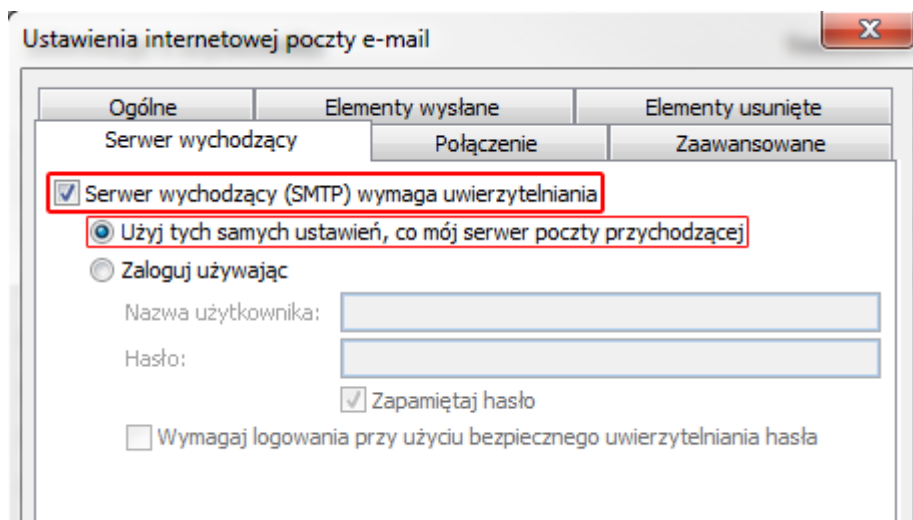 Ustawienia internetowej poczty e-mail
Ogólne
Elementy wysłane
Elementy usunięte
Serwer wychodzący
Połączenie
Zaawansowane
Serwer wychodzący (SMTP) wymaga uwierzytelniania
Użyj tych samych ustawień, co mój serwer poczty przychodzącej
Zaloguj używając
Nazwa użytkownika:
Hasło:
Zapamiętaj hasło
Wymagaj logowania przy użyciu bezpiecznego uwierzytelniania hasła